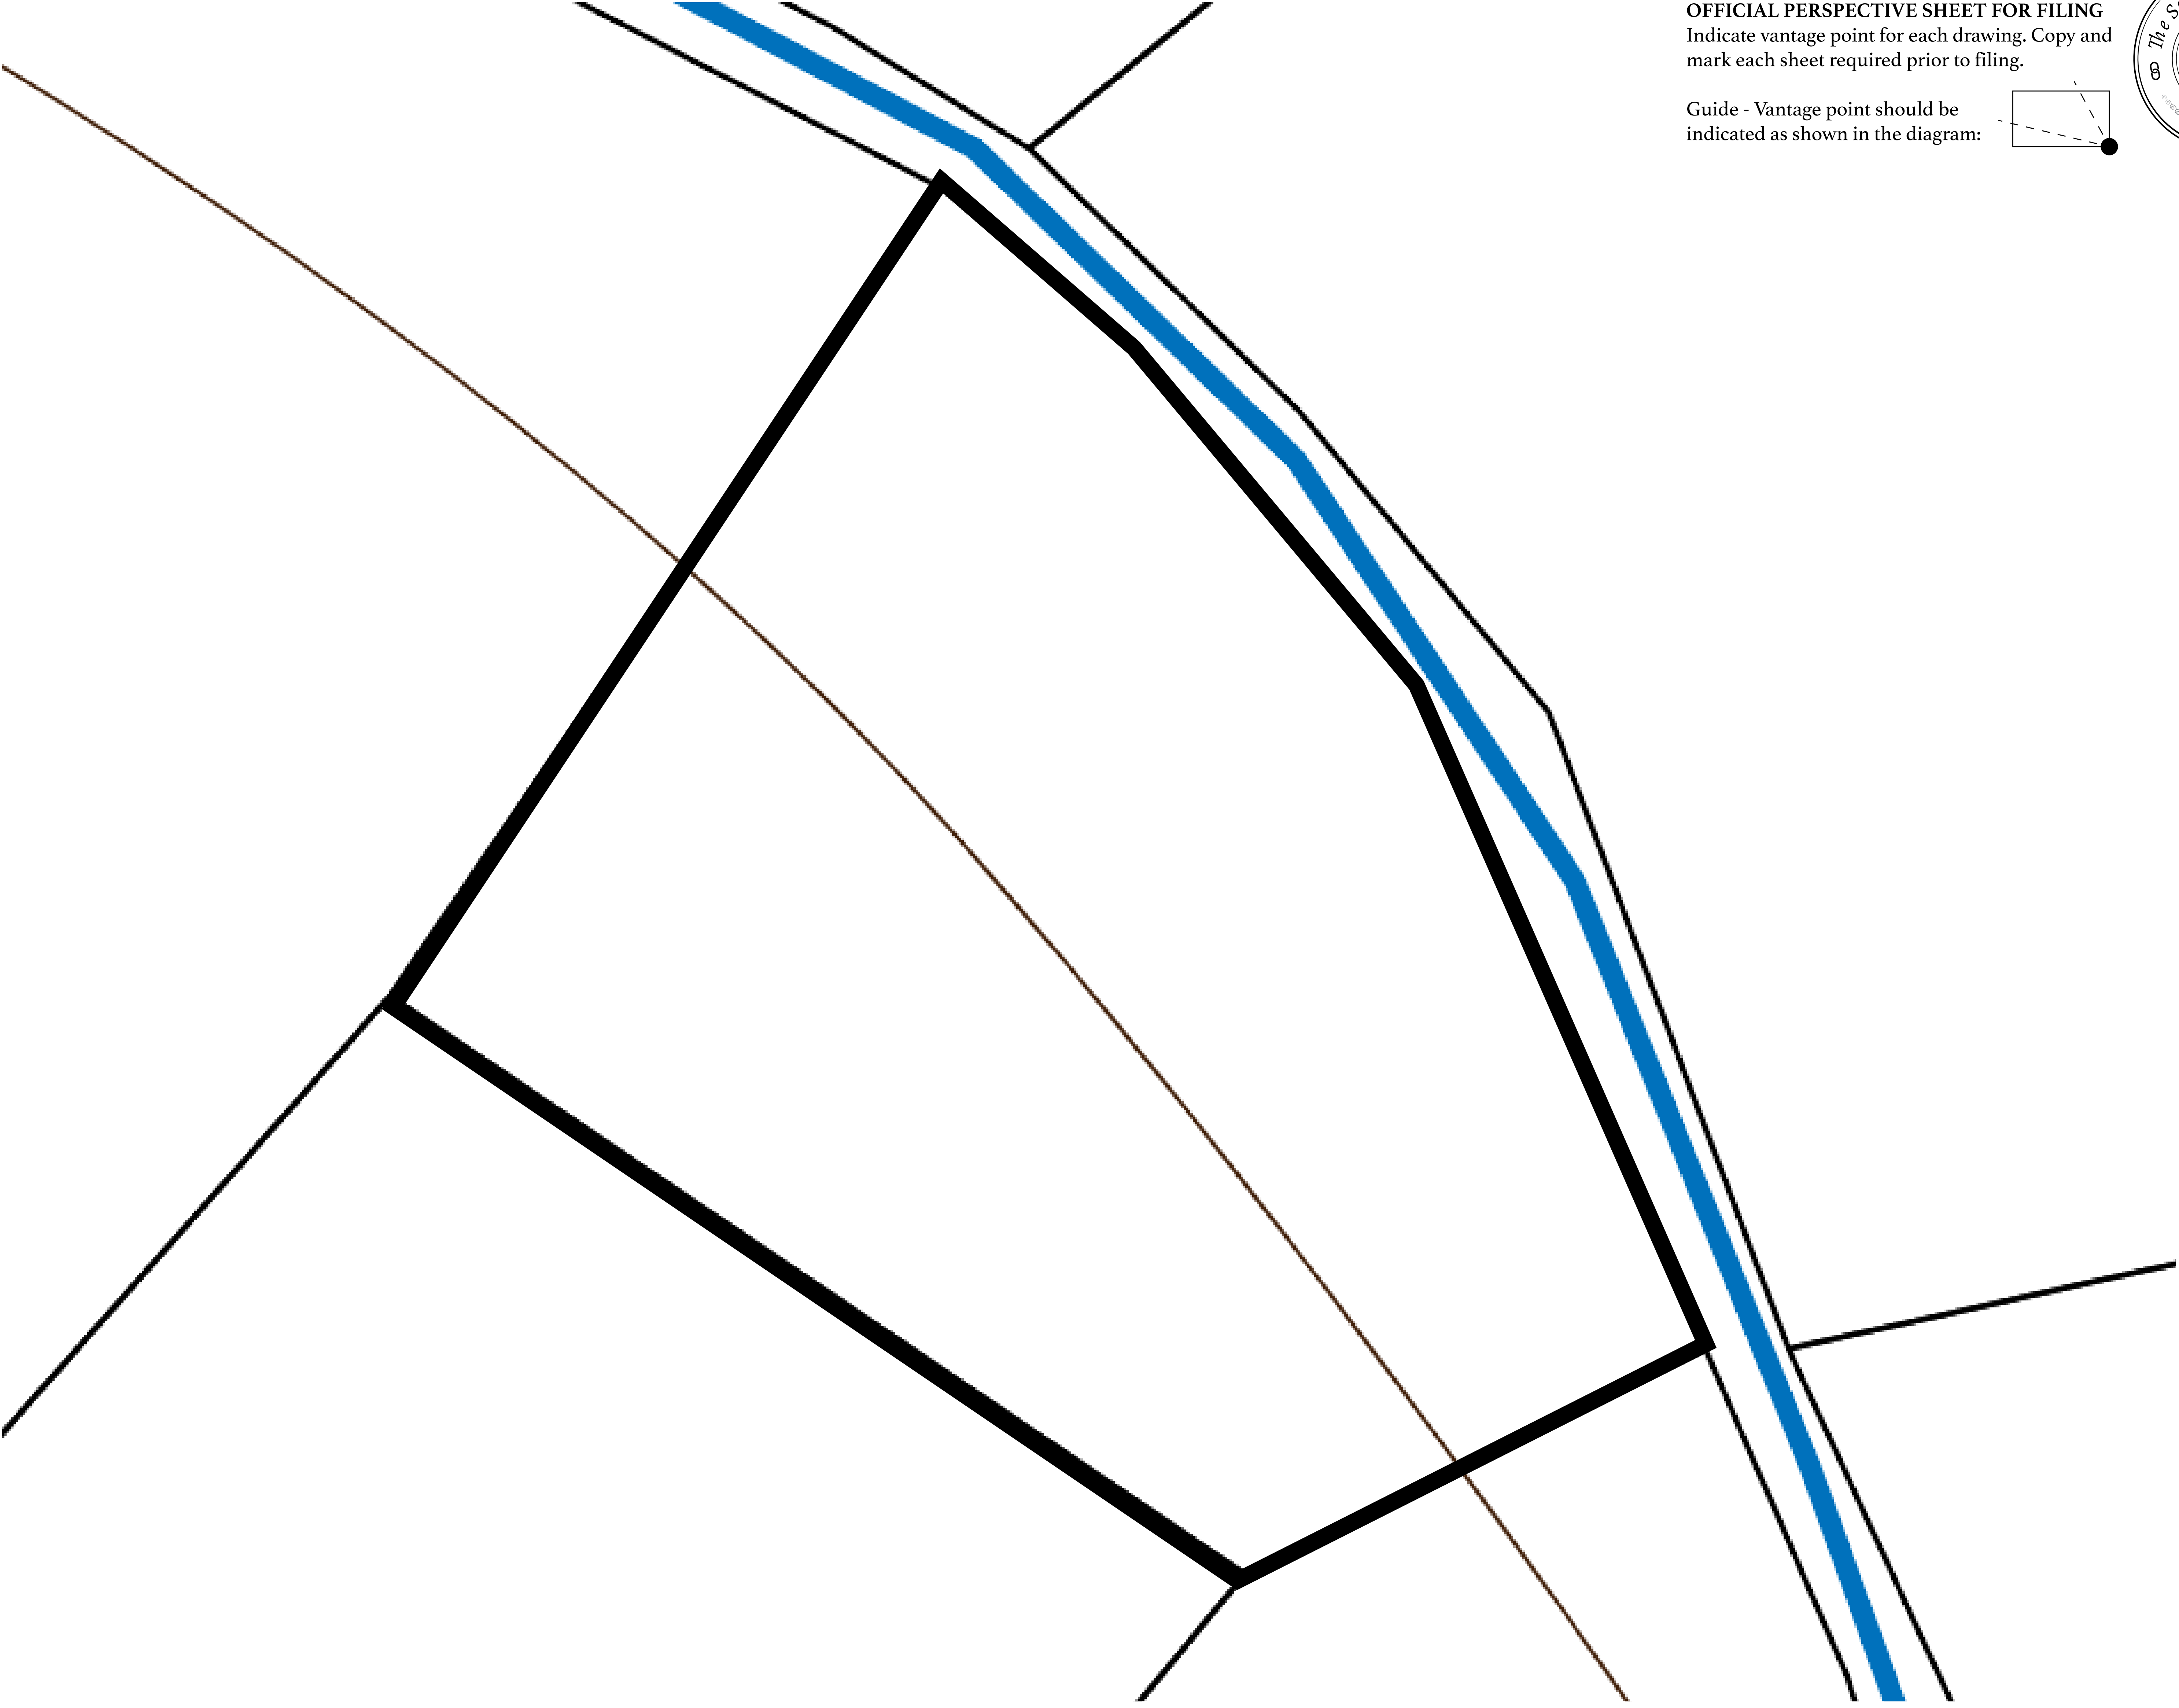 OFFICIAL PERSPECTIVE SHEET FOR FILING
Indicate vantage point for each drawing. Copy and
mark each sheet required prior to filing.
Guide - Vantage point should be
indicated as shown in the diagram:
The